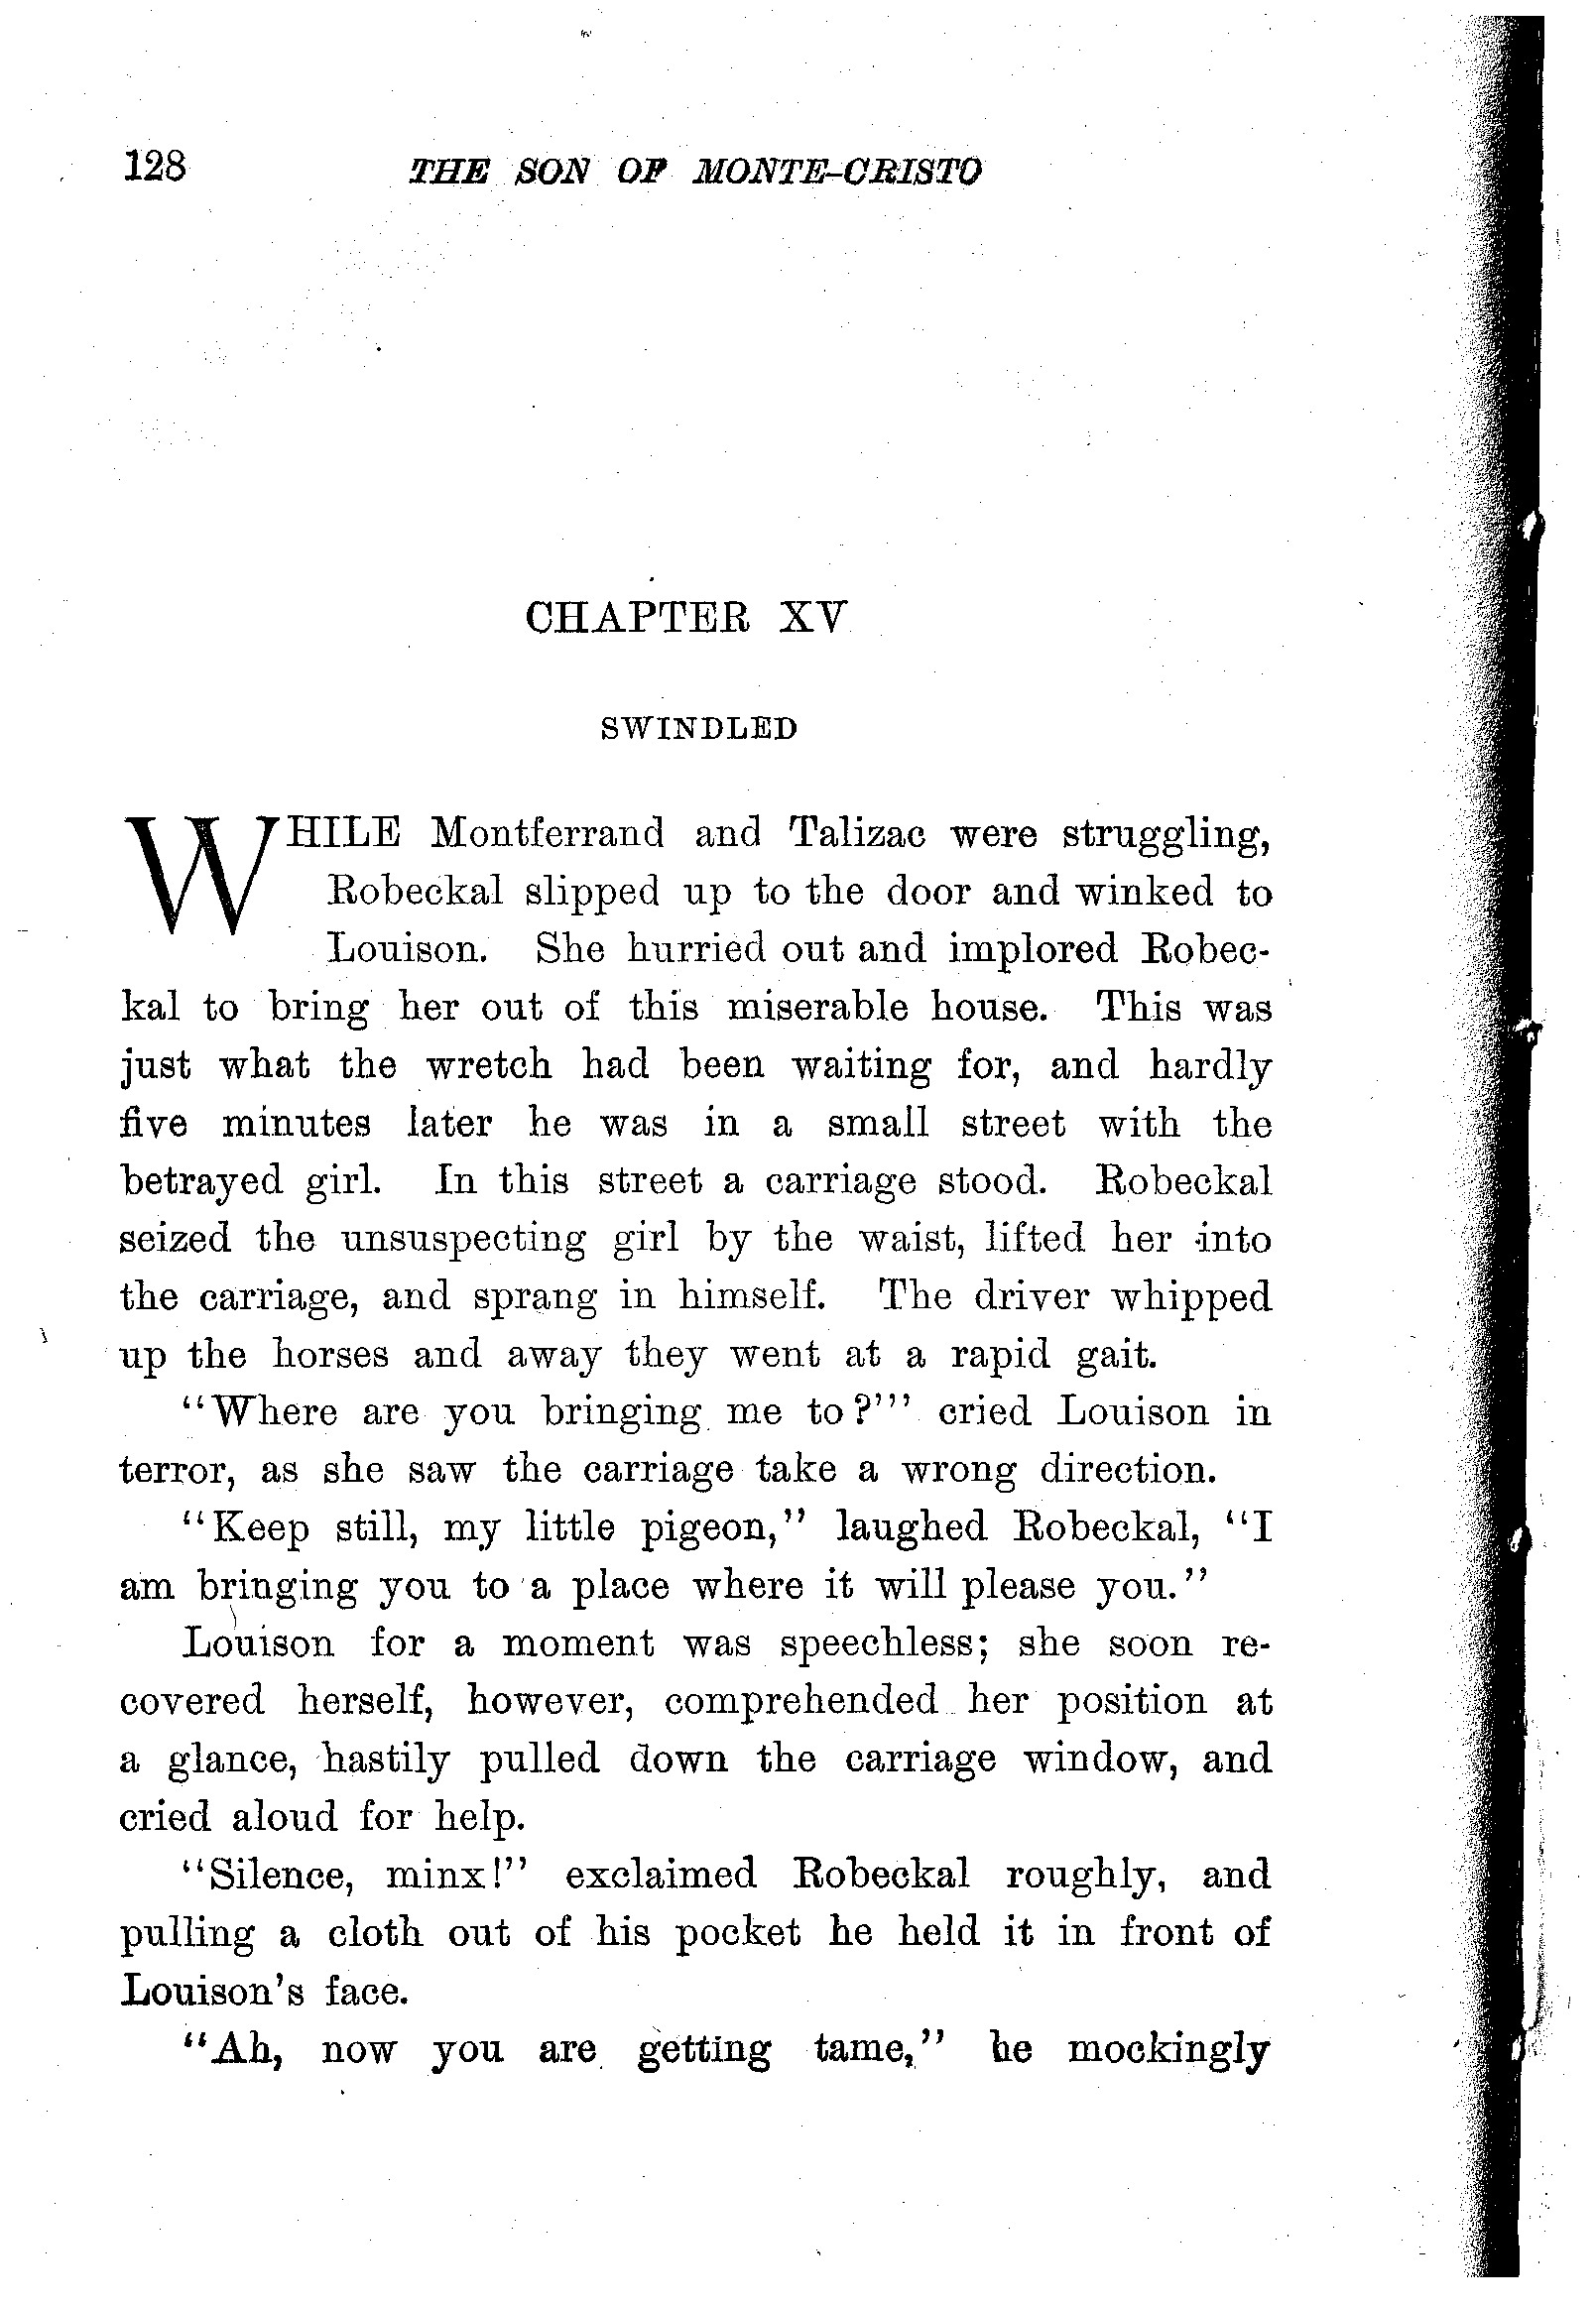 128 THE SON OF MONTE-CRISTO
CHAPTER XV
SWINDLED
WHILE Montferrand and Talizac were struggling,
Robeckal slipped up to the door and winked to
Louison. She hurried out and implored Robec-
kal to bring her out of this miserable house. This was
just what the wretch had been waiting for, and hardly
five minutes later he was in a small street with the
betrayed girl. In this street a carriage stood. Robeckal
seized the unsuspecting girl by the waist, lifted her into
the carriage, and sprang in himself. The driver whipped
up the horses and away they went at a rapid gait.
"Where are you bringing me to?'" cried Louison in
terror, as she saw the carriage take a wrong direction.
"Keep still, my little pigeon," laughed Robeckal, "I
am bringing you to a place where it will please you."
Louison for a moment was speechless; she soon re-
covered herself, however, comprehended her position at
a glance, hastily pulled down the carriage window, and
cried aloud for help.
"Silence, minx!" exclaimed Robeckal roughly, and
pulling a cloth out of his pocket he held it in front of
Louison's face.
"Ah, now you are getting tame," he mockingly